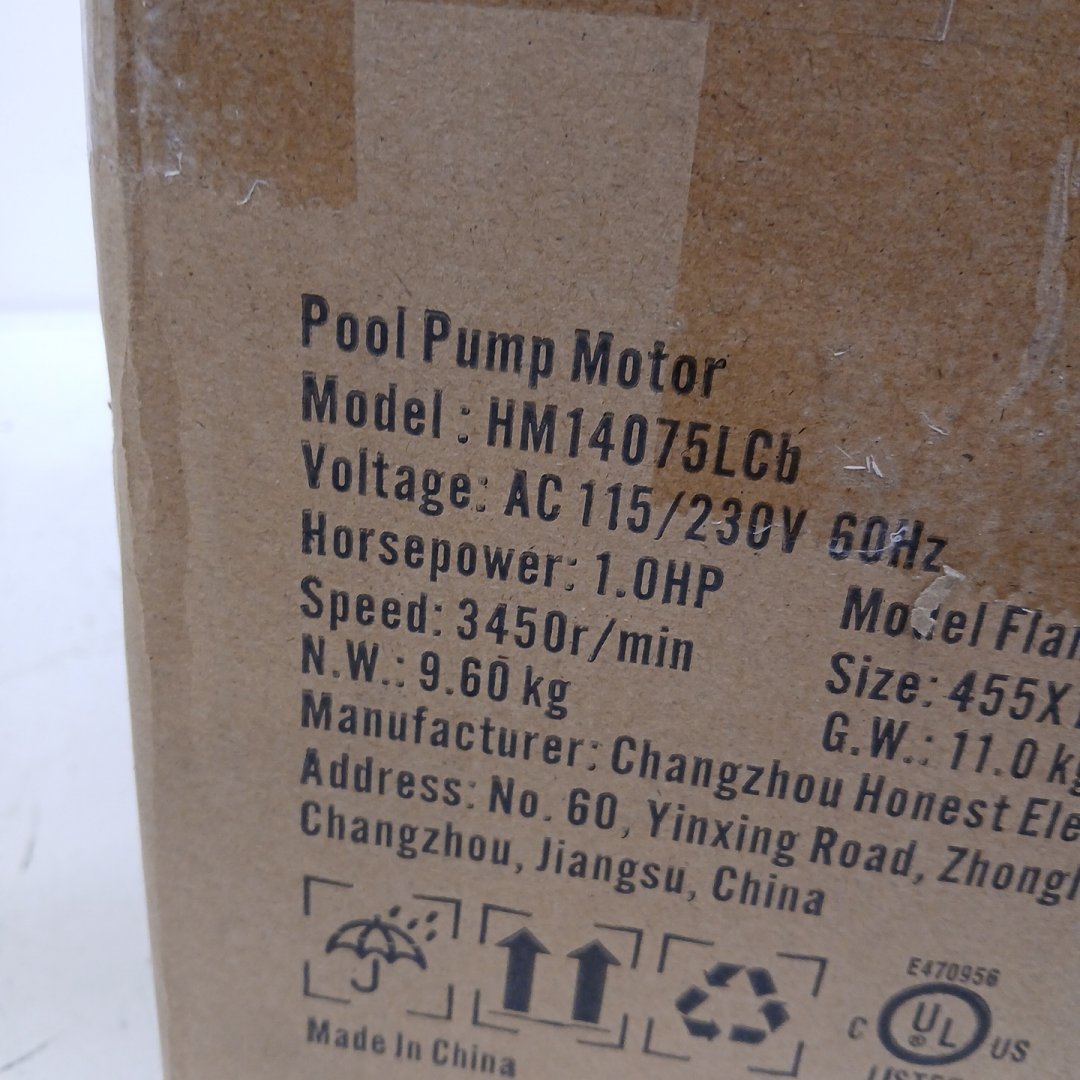 Pool Pump Motor
Model : HM14075LCb
Voltage: AC 115/230V 60Hz
Horsepower: 1.0HP
Model
Speed: 3450r/min
Size: 455X
N.W.: 9.60 kg
G.W.: 11.0 kg
Manufacturer: Changzhou Honest
Address: No. 60, Yinxing Road,
Changzhou, Jiangsu, China
E470956
C UL ® US
LISTED
Made In China